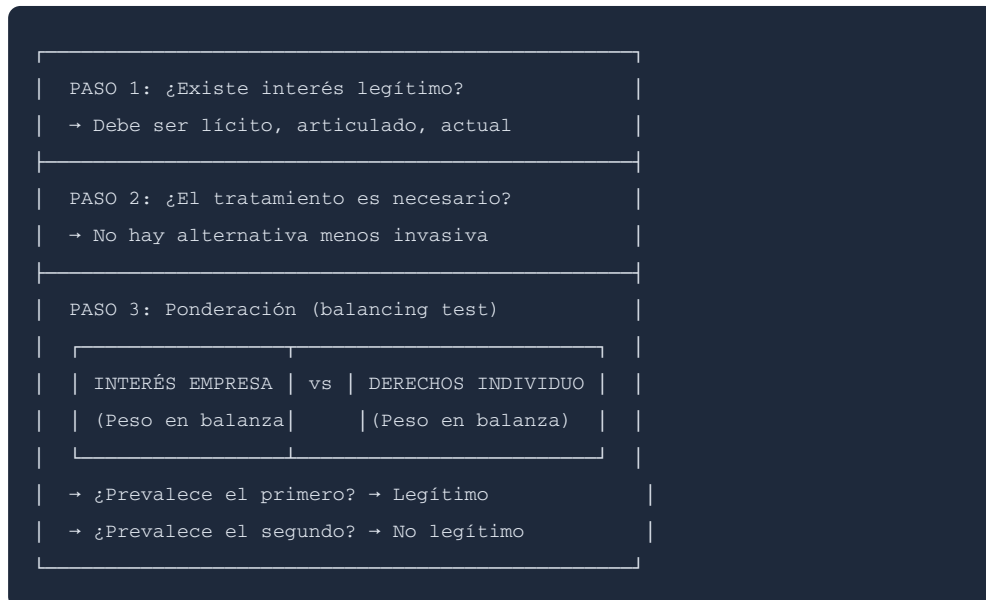 PASO 1: ¿Existe interés legítimo?
→ Debe ser lícito, articulado, actual
PASO 2: ¿El tratamiento es necesario?
→ No hay alternativa menos invasiva
PASO 3: Ponderación (balancing test)
INTERÉS EMPRESA | vs | DERECHOS INDIVIDUO
(Peso en balanza| |(Peso en balanza)
→ ¿Prevalece el primero? → Legítimo
→ ¿Prevalece el segundo? → No legítimo